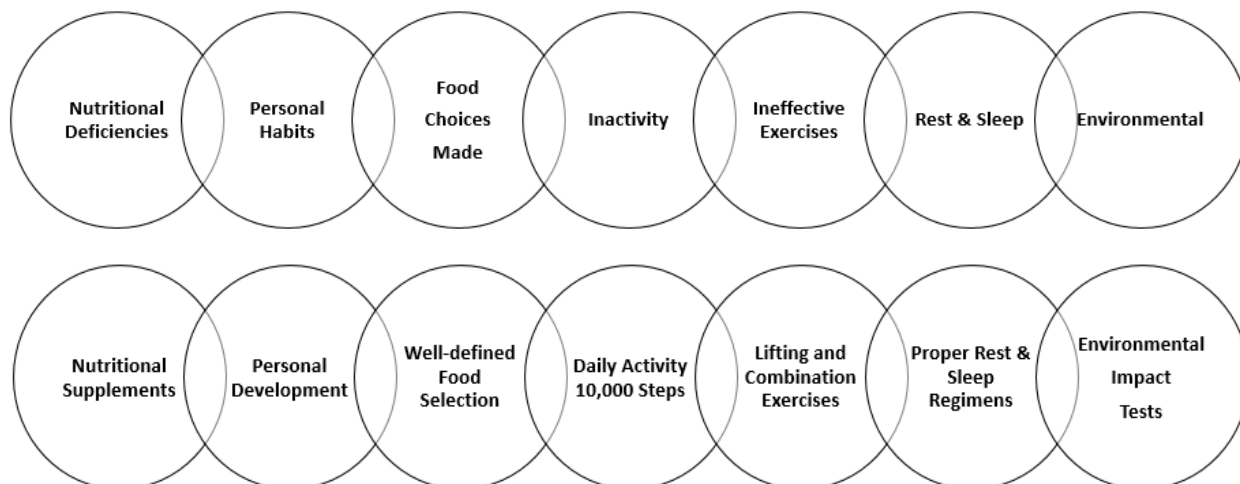 Nutritional
Deficiencies
Personal
Habits
Food
Choices
Made
Inactivity
Ineffective
Exercises
Rest & Sleep
Environmental
Nutritional
Supplements
Personal
Development
Well-defined
Food
Selection
Daily Activity
10,000 Steps
Lifting and
Combination
Exercises
Proper Rest &
Sleep
Regimens
Environmental
Impact
Tests